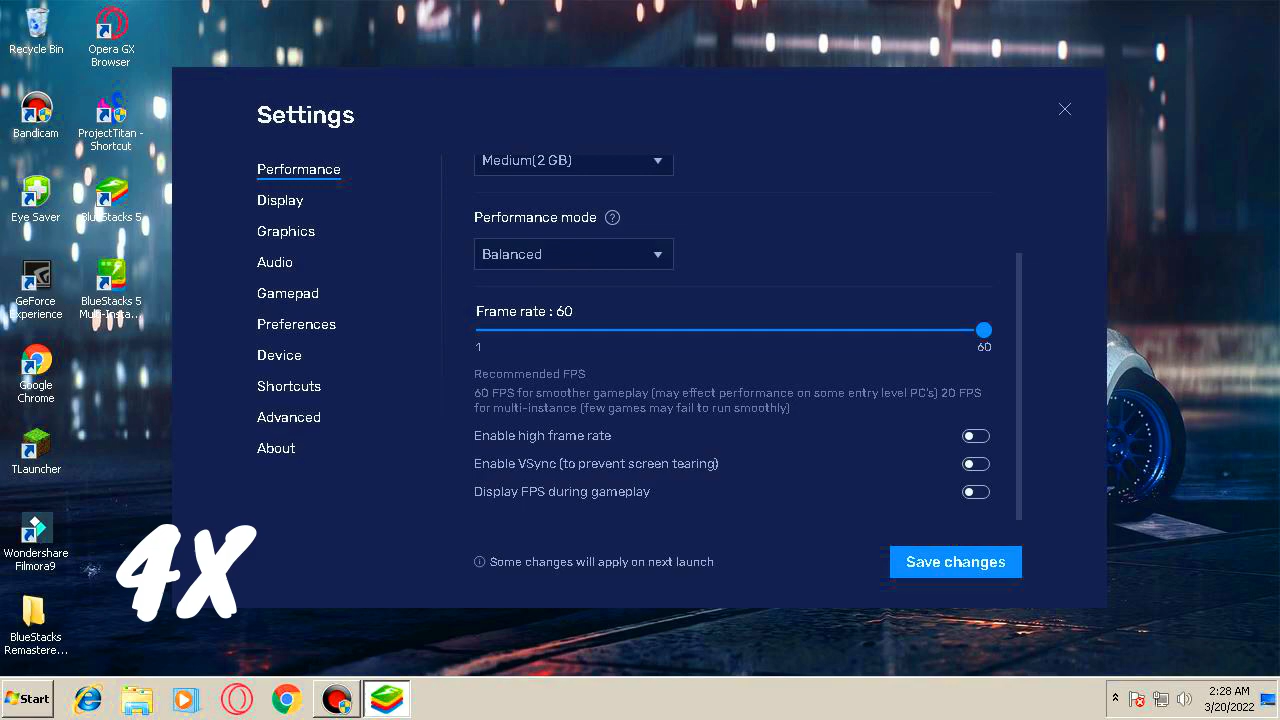 Recycle Bin
Opera GX
Browser
Bandicam
ProjectTitan -
Shortcut
Eye Saver
BlueStacks 5
GeForce
Experience
BlueStacks 5
Multi-Insta...
Google
Chrome
TLauncher
Wondershare
Filmora9
BlueStacks
Remastere...
4X
Settings
Performance
Display
Graphics
Audio
Gamepad
Preferences
Device
Shortcuts
Advanced
About
Medium(2 GB)
Performance mode ?
Balanced
Frame rate : 60
1 60
Recommended FPS
60 FPS for smoother gameplay (may effect performance on some entry level PC's) 20 FPS
for multi-instance (few games may fail to run smoothly)
Enable high frame rate
Enable VSync (to prevent screen tearing)
Display FPS during gameplay
Some changes will apply on next launch
Save changes
Start
2:28 AM
3/20/2022